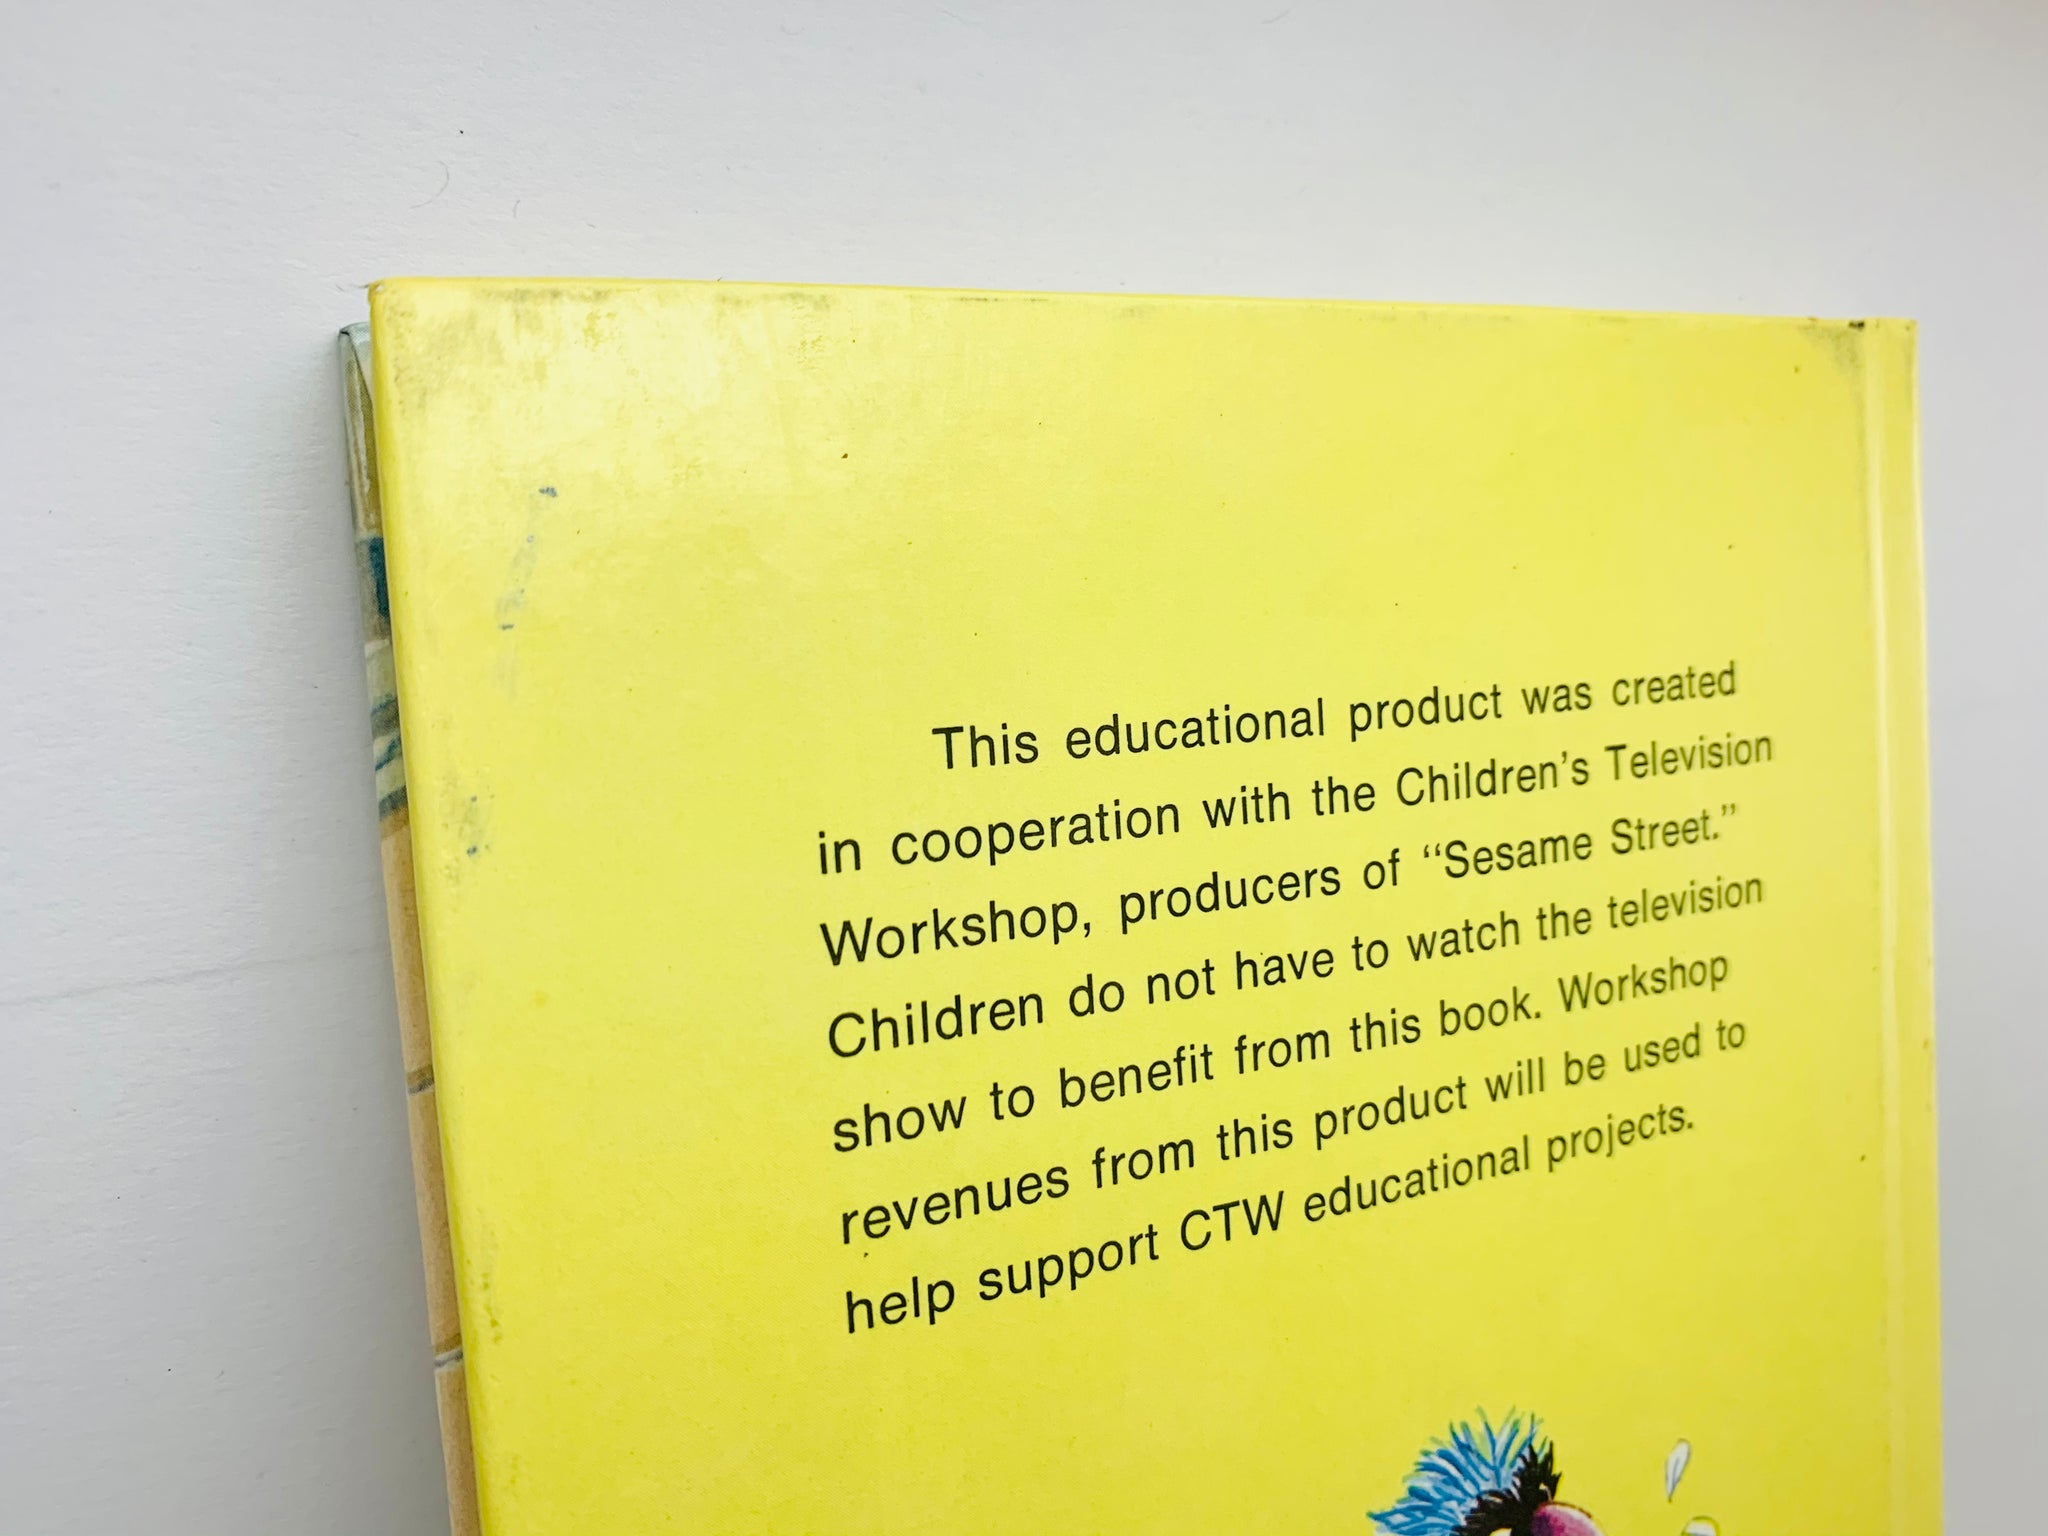 This educational product was created
in cooperation with the Children’s Television
Workshop, producers of “Sesame Street.”
Children do not have to watch the television
show to benefit from this book. Workshop
revenues from this product will be used to
help support CTW educational projects.